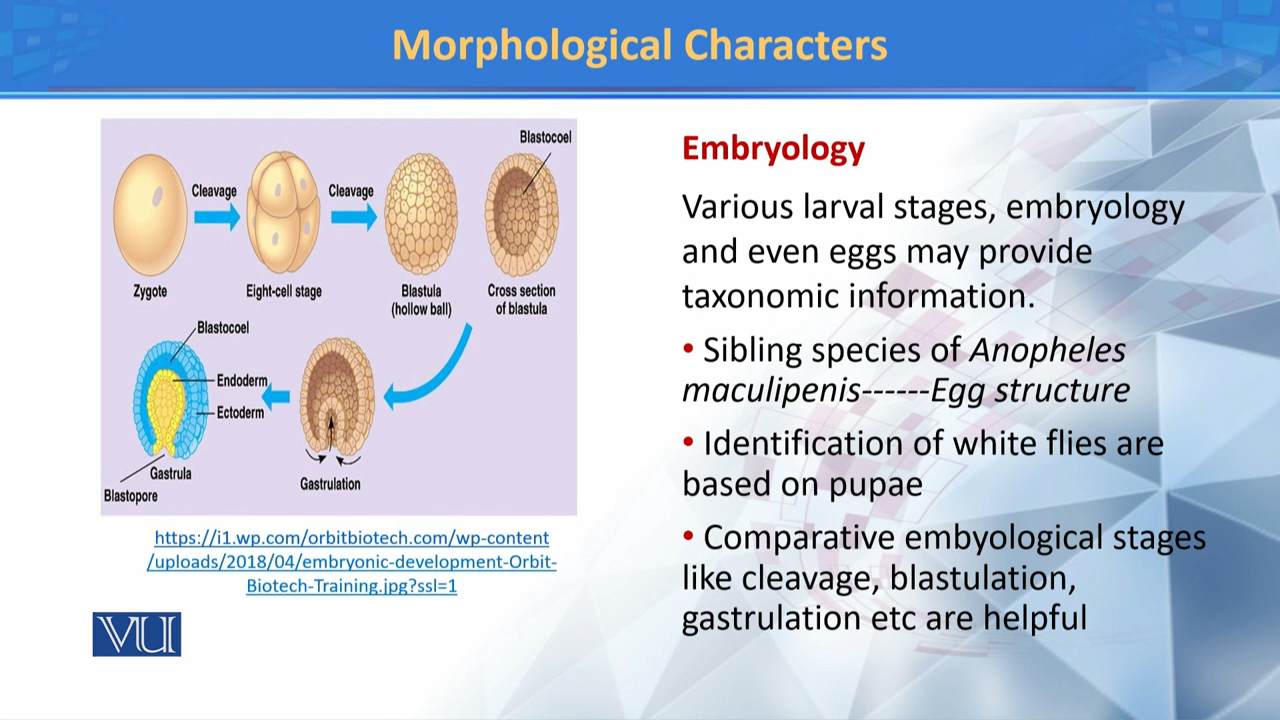 Morphological Characters
Blastocoel
Cleavage
Cleavage
Zygote
Eight-cell stage
Blastula
(hollow ball)
Cross section
of blastula
Blastocoel
Endoderm
Ectoderm
Gastrula
Blastopore
Gastrulation
https://i1.wp.com/orbitbiotech.com/wp-content
/uploads/2018/04/embryonic-development-Orbit-
Biotech-Training.jpg?ssl=1
VU
Embryology
Various larval stages, embryology
and even eggs may provide
taxonomic information.
• Sibling species of Anopheles
maculipenis------Egg structure
• Identification of white flies are
based on pupae
• Comparative embyological stages
like cleavage, blastulation,
gastrulation etc are helpful